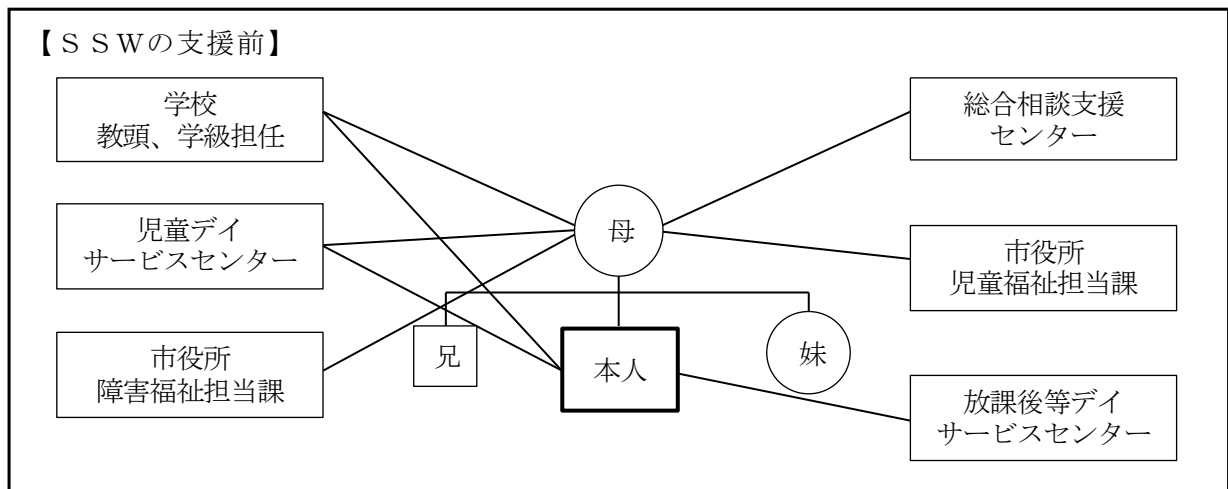 【ＳＳＷの支援前】
学校
教頭、学級担任
児童デイ
サービスセンター
市役所
障害福祉担当課
母
兄
本人
妹
総合相談支援
センター
市役所
児童福祉担当課
放課後等デイ
サービスセンター